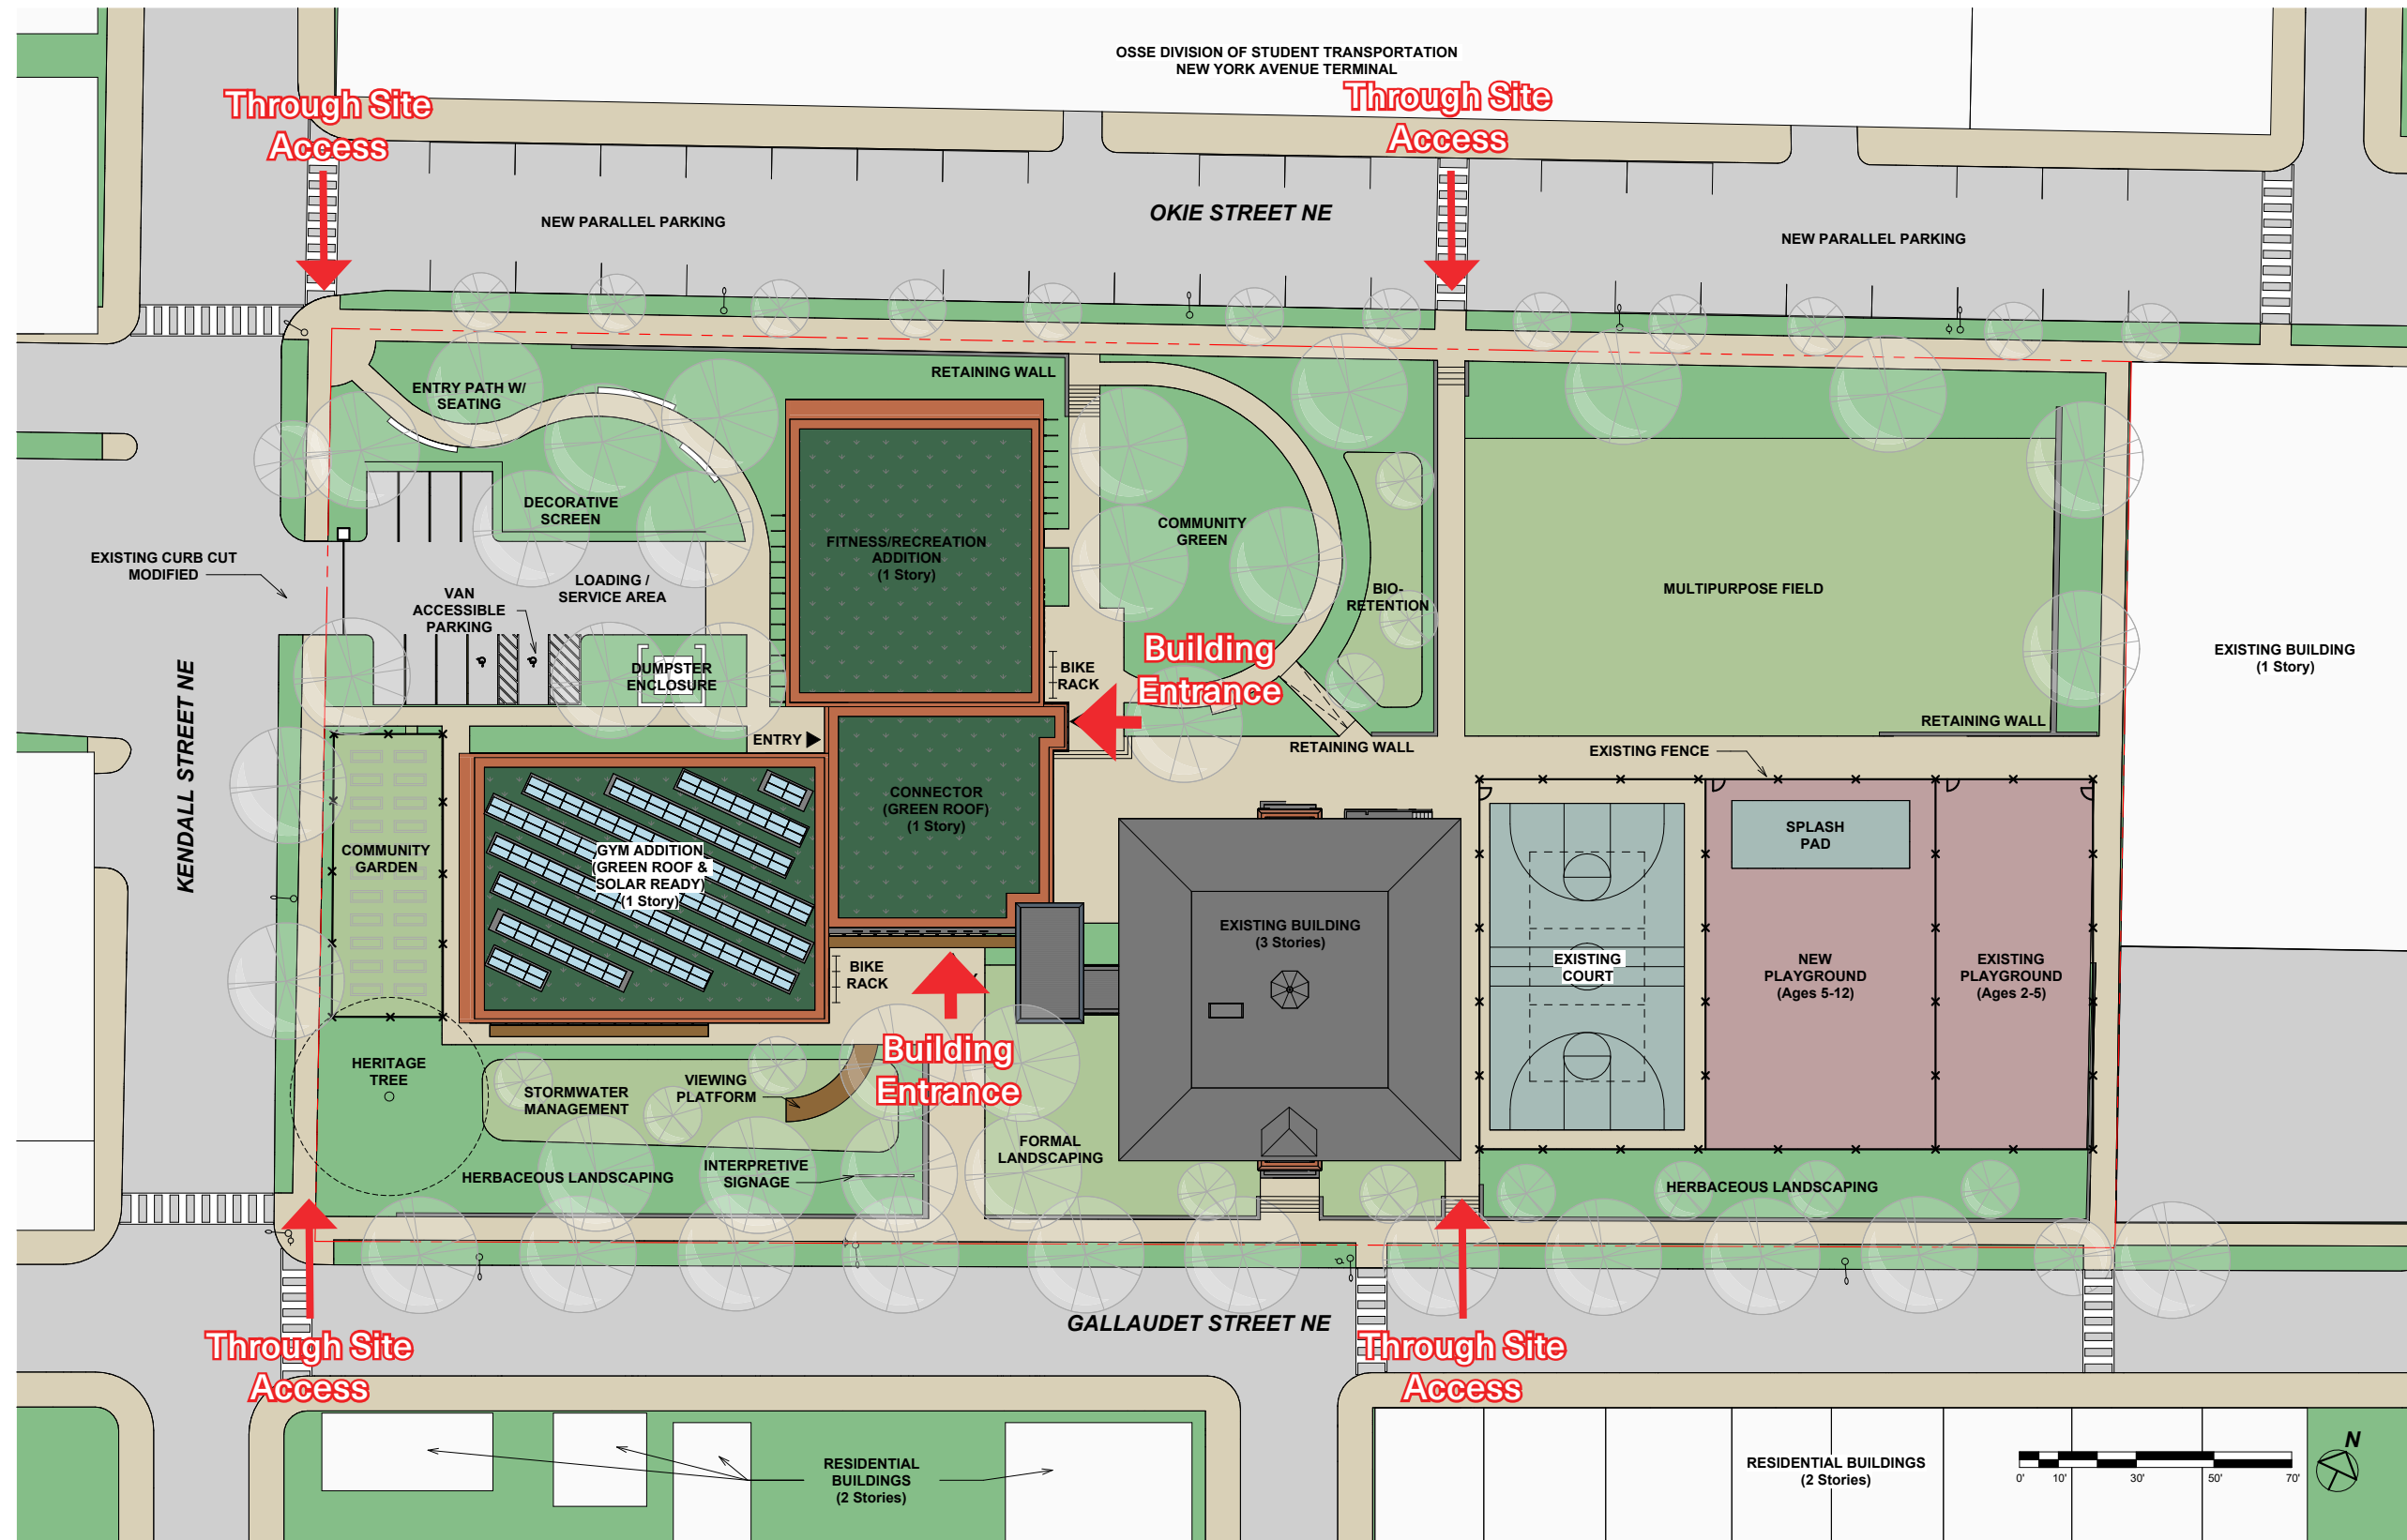 OSSE DIVISION OF STUDENT TRANSPORTATION
NEW YORK AVENUE TERMINAL
Through Site
Access
Through Site
Access
OKIE STREET NE
NEW PARALLEL PARKING
NEW PARALLEL PARKING
RETAINING WALL
ENTRY PATH W/
SEATING
DECORATIVE
SCREEN
COMMUNITY
GREEN
FITNESS/RECREATION
ADDITION
(1 Story)
EXISTING CURB CUT
MODIFIED
LOADING /
SERVICE AREA
VAN
ACCESSIBLE
PARKING
BIO-
RETENTION
MULTIPURPOSE FIELD
EXISTING BUILDING
(1 Story)
DUMPSTER
ENCLOSURE
BIKE
RACK
Building
Entrance
RETAINING WALL
ENTRY
RETAINING WALL
EXISTING FENCE
KENDALL STREET NE
CONNECTOR
(GREEN ROOF)
(1 Story)
SPLASH
PAD
COMMUNITY
GARDEN
GYM ADDITION
(GREEN ROOF &
SOLAR READY)
(1 Story)
EXISTING BUILDING
(3 Stories)
EXISTING
COURT
NEW
PLAYGROUND
(Ages 5-12)
EXISTING
PLAYGROUND
(Ages 2-5)
BIKE
RACK
Building
Entrance
HERITAGE
TREE
STORMWATER
MANAGEMENT
VIEWING
PLATFORM
FORMAL
LANDSCAPING
HERBACEOUS LANDSCAPING
INTERPRETIVE
SIGNAGE
HERBACEOUS LANDSCAPING
GALLAUDET STREET NE
Through Site
Access
Through Site
Access
RESIDENTIAL
BUILDINGS
(2 Stories)
RESIDENTIAL BUILDINGS
(2 Stories)
N
0' 10' 30' 50' 70'